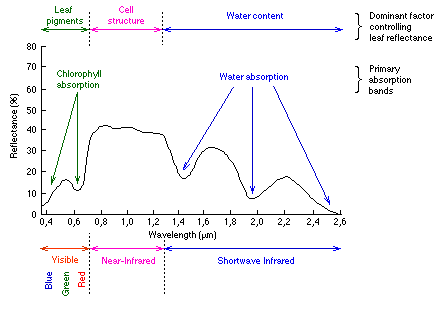 Leaf
pigments
Cell
structure
Water content
Dominant factor
controlling
leaf reflectance
80
70
60
50
40
30
20
10
0
Reflectance (%)
Chlorophyll
absorption
Water absorption
Primary
absorption
bands
0,4 0,6 0,8 1,0 1,2 1,4 1,6 1,8 2,0 2,2 2,4 2,6
Wavelength (µm)
Visible
Near-Infrared
Shortwave Infrared
Blue
Green
Red